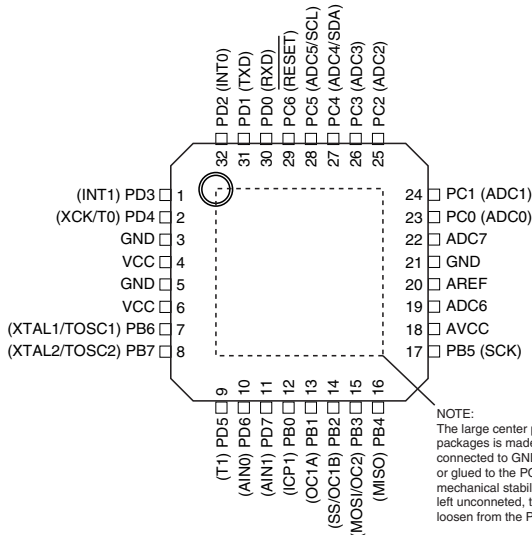 PD2 (INT0)
PD1 (TXD)
PD0 (RXD)
PC6 (RESET)
PC5 (ADC5/SCL)
PC4 (ADC4/SDA)
PC3 (ADC3)
PC2 (ADC2)
32
31
30
29
28
27
26
25
(INT1) PD3 1
(XCK/T0) PD4 2
GND 3
VCC 4
GND 5
VCC 6
(XTAL1/TOSC1) PB6 7
(XTAL2/TOSC2) PB7 8
24 PC1 (ADC1)
23 PC0 (ADC0)
22 ADC7
21 GND
20 AREF
19 ADC6
18 AVCC
17 PB5 (SCK)
9
10
11
12
13
14
15
16
(T1) PD5
(AIN0) PD6
(AIN1) PD7
(ICP1) PB0
(OC1A) PB1
(SS/OC1B) PB2
(MOSI/OC2) PB3
(MISO) PB4
NOTE:
The large center
packages is made
connected to GND
or glued to the
mechanical
left unconneted,
loosen from the